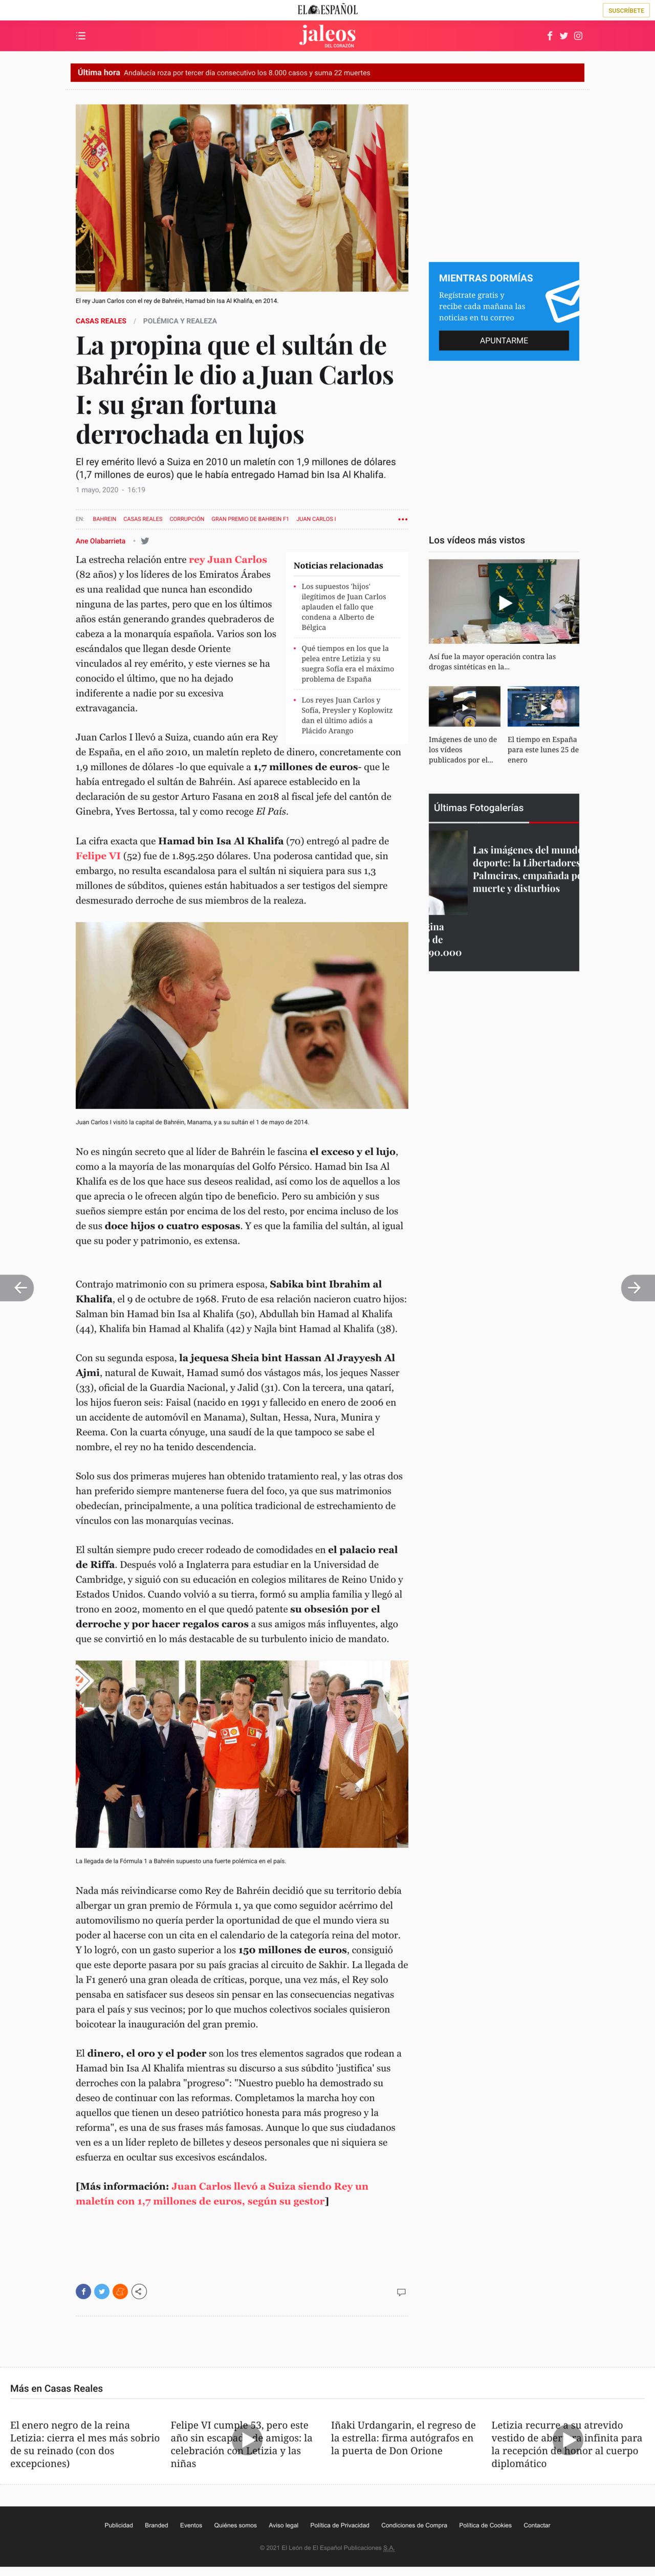 EL ESPAÑOL
SUSCRÍBETE
jaleos
DEL CORAZÓN
Última hora Andalucía roza por tercer día consecutivo los 8.000 casos y suma 22 muertes
El rey Juan Carlos con el rey de Bahréin, Hamad bin Isa Al Khalifa, en 2014.
CASAS REALES / POLÉMICA Y REALEZA
La propina que el sultán de
Bahréin le dio a Juan Carlos
I: su gran fortuna
derrochada en lujos
El rey emérito llevó a Suiza en 2010 un maletín con 1,9 millones de dólares
(1,7 millones de euros) que le había entregado Hamad bin Isa Al Khalifa.
1 mayo, 2020 - 16:19
EN: BAHREIN CASAS REALES CORRUPCIÓN GRAN PREMIO DE BAHREIN F1 JUAN CARLOS I
Ane Olabarrieta
La estrecha relación entre rey Juan Carlos
(82 años) y los líderes de los Emiratos Árabes
es una realidad que nunca han escondido
ninguna de las partes, pero que en los últimos
años están generando grandes quebraderos de
cabeza a la monarquía española. Varios son los
escándalos que llegan desde Oriente
vinculados al rey emérito, y este viernes se ha
conocido el último, que no ha dejado
indiferente a nadie por su excesiva
extravagancia.
Noticias relacionadas
Los supuestos 'hijos'
ilegítimos de Juan Carlos
aplauden el fallo que
condena a Alberto de
Bélgica
Qué tiempos en los que la
pelea entre Letizia y su
suegra Sofía era el máximo
problema de España
Los reyes Juan Carlos y
Sofía, Preysler y Koplowitz
dan el último adiós a
Plácido Arango
Juan Carlos I llevó a Suiza, cuando aún era Rey
de España, en el año 2010, un maletín repleto de dinero, concretamente con
1,9 millones de dólares -lo que equivale a 1,7 millones de euros- que le
había entregado el sultán de Bahréin. Así aparece establecido en la
declaración de su gestor Arturo Fasana en 2018 al fiscal jefe del cantón de
Ginebra, Yves Bertossa, tal y como recoge El País.
La cifra exacta que Hamad bin Isa Al Khalifa (70) entregó al padre de
Felipe VI (52) fue de 1.895.250 dólares. Una poderosa cantidad que, sin
embargo, no resulta escandalosa para el sultán ni siquiera para sus 1,3
millones de súbditos, quienes están habituados a ser testigos del siempre
desmesurado derroche de sus miembros de la realeza.
Juan Carlos I visitó la capital de Bahréin, Manama, y a su sultán el 1 de mayo de 2014.
No es ningún secreto que al líder de Bahréin le fascina el exceso y el lujo,
como a la mayoría de las monarquías del Golfo Pérsico. Hamad bin Isa Al
Khalifa es de los que hace sus deseos realidad, así como los de aquellos a los
que aprecia o le ofrecen algún tipo de beneficio. Pero su ambición y sus
sueños siempre están por encima de los del resto, por encima incluso de los
de sus doce hijos o cuatro esposas. Y es que la familia del sultán, al igual
que su poder y patrimonio, es extensa.
Contrajo matrimonio con su primera esposa, Sabika bint Ibrahim al
Khalifa, el 9 de octubre de 1968. Fruto de esa relación nacieron cuatro hijos:
Salman bin Hamad bin Isa al Khalifa (50), Abdullah bin Hamad al Khalifa
(44), Khalifa bin Hamad al Khalifa (42) y Najla bint Hamad al Khalifa (38).
Con su segunda esposa, la jequesa Sheia bint Hassan Al Jrayyesh Al
Ajmi, natural de Kuwait, Hamad sumó dos vástagos más, los jeques Nasser
(33), oficial de la Guardia Nacional, y Jalid (31). Con la tercera, una qatarí,
los hijos fueron seis: Faisal (nacido en 1991 y fallecido en enero de 2006 en
un accidente de automóvil en Manama), Sultan, Hessa, Nura, Munira y
Reema. Con la cuarta cónyuge, una saudí de la que tampoco se sabe el
nombre, el rey no ha tenido descendencia.
Solo sus dos primeras mujeres han obtenido tratamiento real, y las otras dos
han preferido siempre mantenerse fuera del foco, ya que sus matrimonios
obedecían, principalmente, a una política tradicional de estrechamiento de
vínculos con las monarquías vecinas.
El sultán siempre pudo crecer rodeado de comodidades en el palacio real
de Riffa. Después voló a Inglaterra para estudiar en la Universidad de
Cambridge, y siguió con su educación en colegios militares de Reino Unido y
Estados Unidos. Cuando volvió a su tierra, formó su amplia familia y llegó al
trono en 2002, momento en el que quedó patente su obsesión por el
derroche y por hacer regalos caros a sus amigos más influyentes, algo
que se convirtió en lo más destacable de su turbulento inicio de mandato.
La llegada de la Fórmula 1 a Bahréin supuesto una fuerte polémica en el país.
Nada más reivindicarse como Rey de Bahréin decidió que su territorio debía
albergar un gran premio de Fórmula 1, ya que como seguidor acérrimo del
automovilismo no quería perder la oportunidad de que el mundo viera su
poder al hacerse con un cita en el calendario de la categoría reina del motor.
Y lo logró, con un gasto superior a los 150 millones de euros, consiguió
que este deporte pasara por su país gracias al circuito de Sakhir. La llegada de
la F1 generó una gran oleada de críticas, porque, una vez más, el Rey solo
pensaba en satisfacer sus deseos sin pensar en las consecuencias negativas
para el país y sus vecinos; por lo que muchos colectivos sociales quisieron
boicotear la inauguración del gran premio.
El dinero, el oro y el poder son los tres elementos sagrados que rodean a
Hamad bin Isa Al Khalifa mientras su discurso a sus súbdito 'justifica' sus
derroches con la palabra "progreso": "Nuestro pueblo ha demostrado su
deseo de continuar con las reformas. Completamos la marcha hoy con
aquellos que tienen un deseo patriótico honesta para más progreso y la
reforma", es una de sus frases más famosas. Aunque lo que sus ciudadanos
ven es a un líder repleto de billetes y deseos personales que ni siquiera se
esfuerza en ocultar sus excesivos escándalos.
[Más información: Juan Carlos llevó a Suiza siendo Rey un
maletín con 1,7 millones de euros, según su gestor]
MIENTRAS DORMÍAS
Regístrate gratis y
recibe cada mañana las
noticias en tu correo
APUNTARME
Los vídeos más vistos
Así fue la mayor operación contra las
drogas sintéticas en la...
Imágenes de uno de
los vídeos
publicados por el...
El tiempo en España
para este lunes 25 de
enero
Últimas Fotogalerías
Las imágenes del mund
deporte: la Libertadores
Palmeiras, empañada p
muerte y disturbios
gina
de
90.000
Más en Casas Reales
El enero negro de la reina
Letizia: cierra el mes más sobrio
de su reinado (con dos
excepciones)
Felipe VI cumple 53, pero este
año sin escapada de amigos: la
celebración con Letizia y las
niñas
Iñaki Urdangarin, el regreso de
la estrella: firma autógrafos en
la puerta de Don Orione
Letizia recurre a su atrevido
vestido de abertura infinita para
la recepción de honor al cuerpo
diplomático
Publicidad Branded Eventos Quiénes somos Aviso legal Política de Privacidad Condiciones de Compra Política de Cookies Contactar
© 2021 El León de El Español Publicaciones S.A.